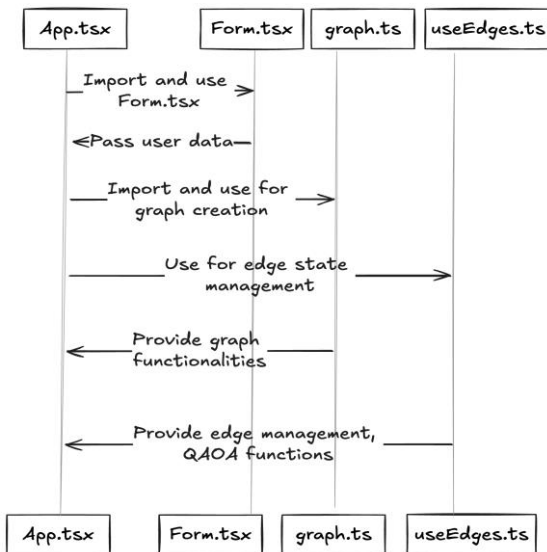 App.tsx
Form.tsx
graph.ts
useEdges.ts
Import and use
Form.tsx
Pass user data
Import and use for
graph creation
Use for edge state
management
Provide graph
functionalities
Provide edge management,
QAOA functions
App.tsx
Form.tsx
graph.ts
useEdges.ts